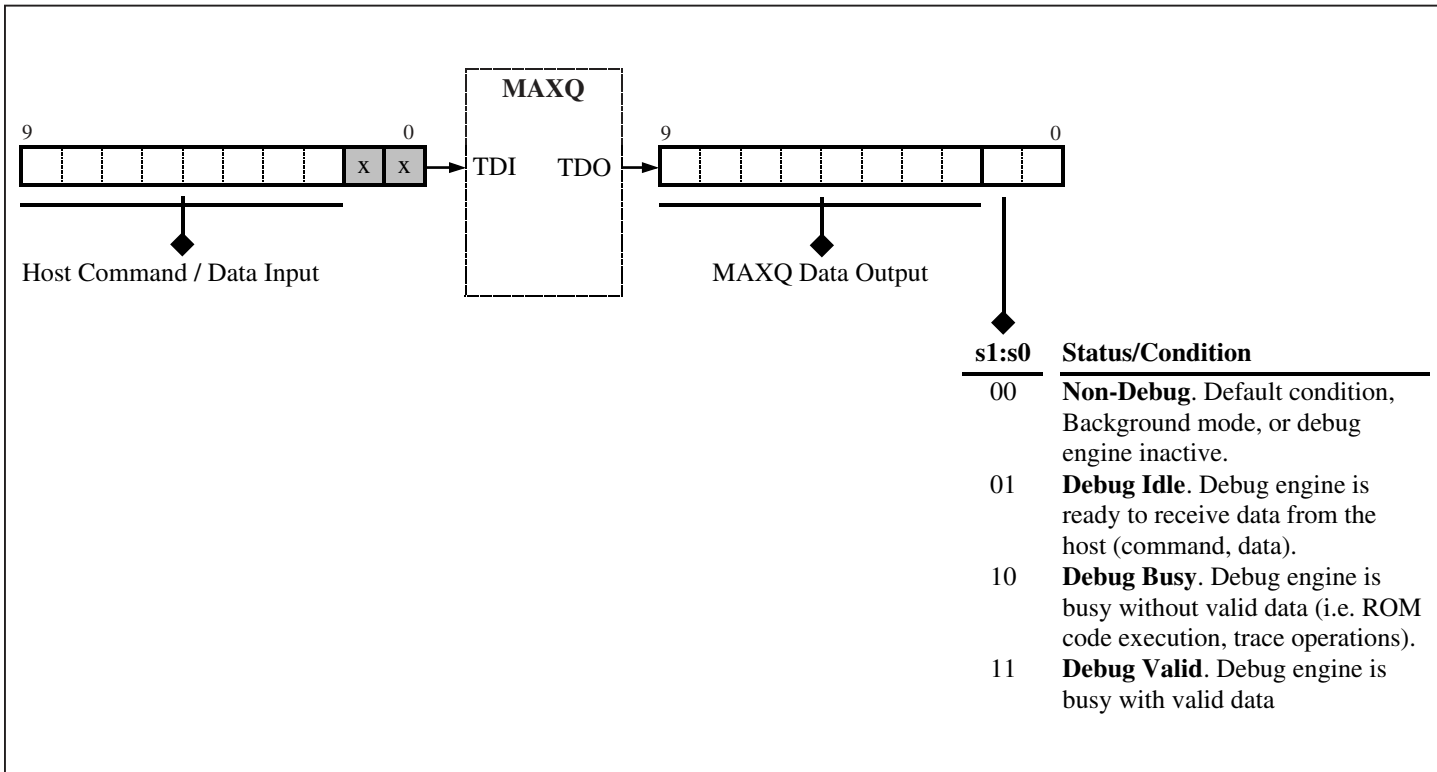 MAXQ
9 0
x x
TDI TDO
9 0
Host Command / Data Input
MAXQ Data Output
s1:s0 Status/Condition
00 Non-Debug. Default condition,
Background mode, or debug
engine inactive.
01 Debug Idle. Debug engine is
ready to receive data from the
host (command, data).
10 Debug Busy. Debug engine is
busy without valid data (i.e. ROM
code execution, trace operations).
11 Debug Valid. Debug engine is
busy with valid data